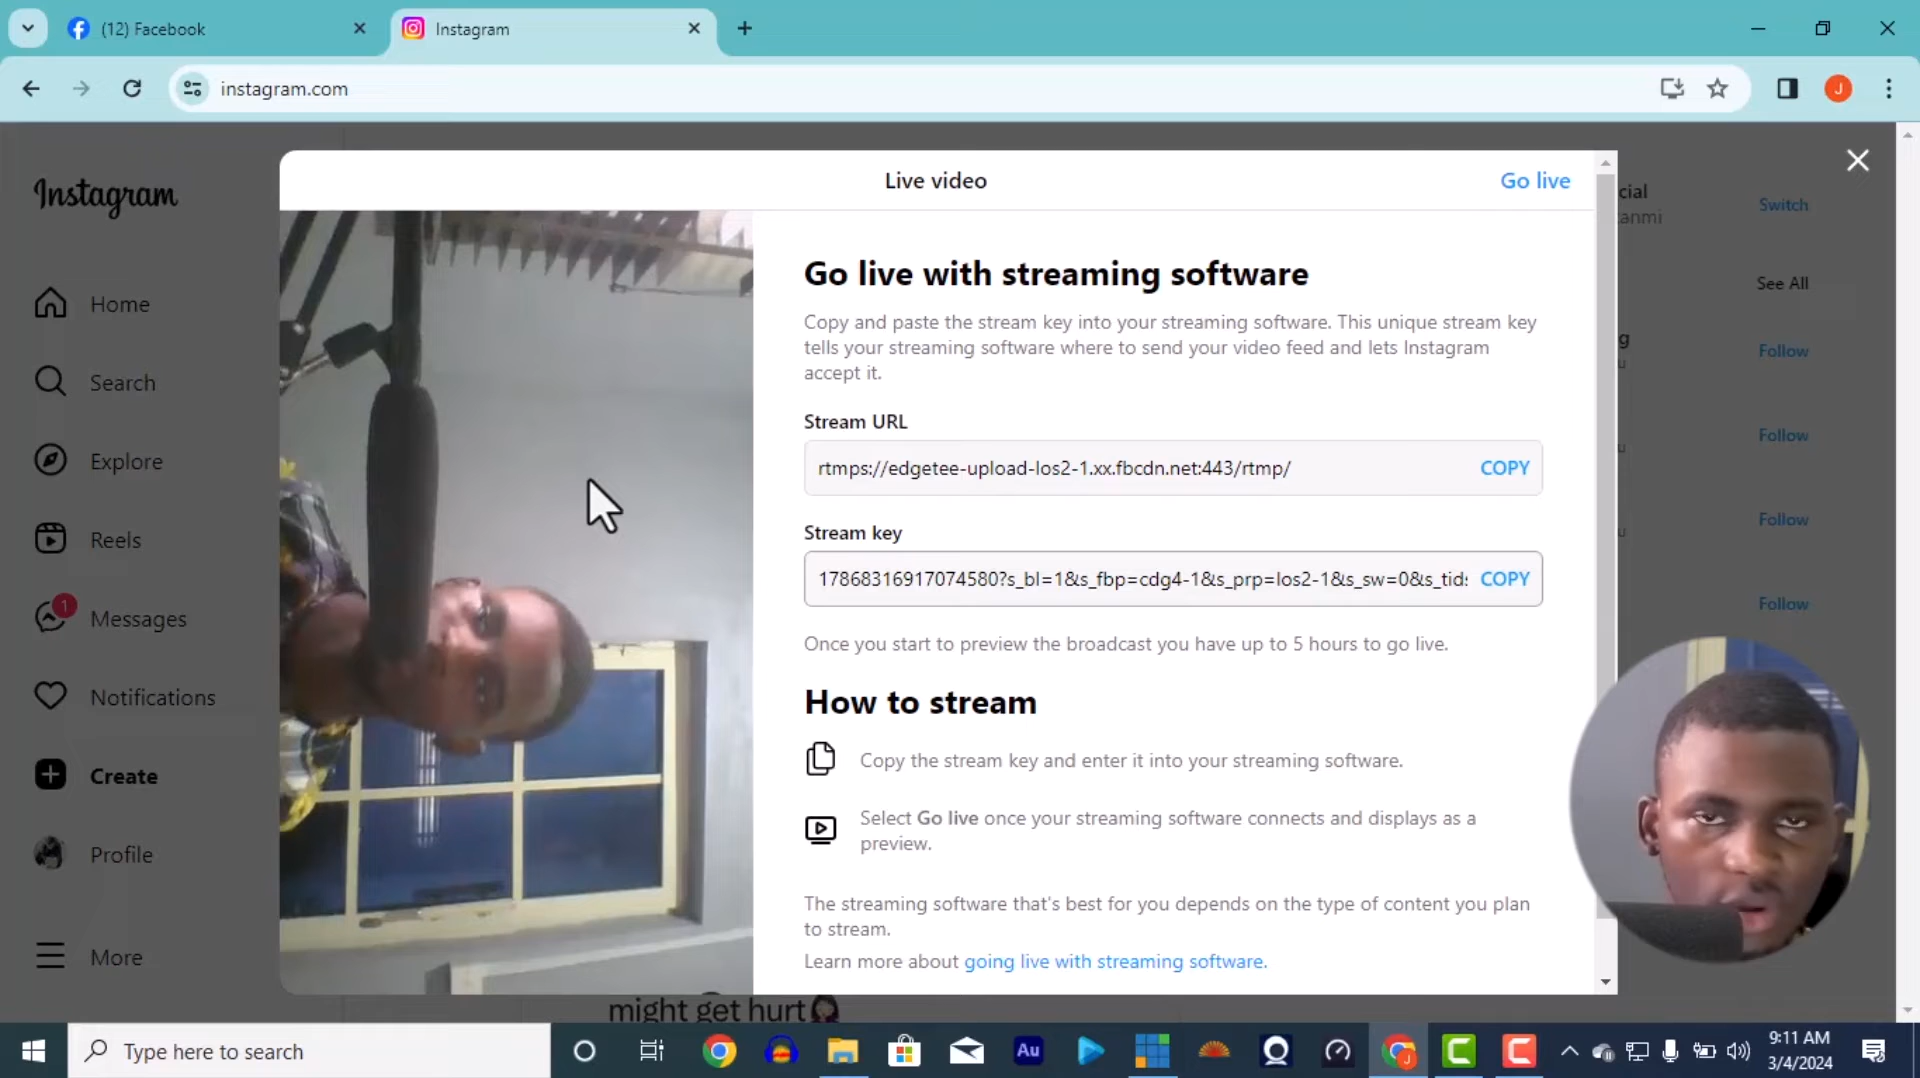 (12) Facebook
Instagram
instagram.com
J
Instagram
Home
Search
Explore
Reels
1
Messages
Notifications
Create
Profile
More
Live video
Go live
Go live with streaming software
Copy and paste the stream key into your streaming software. This unique stream key
tells your streaming software where to send your video feed and lets Instagram
accept it.
Stream URL
rtmps://edgetee-upload-los2-1.xx.fbcdn.net:443/rtmp/
COPY
Stream key
17868316917074580?s_bl=1&s_fbp=cdg4-1&s_prp=los2-1&s_sw=0&s_tids
COPY
Once you start to preview the broadcast you have up to 5 hours to go live.
How to stream
Copy the stream key and enter it into your streaming software.
Select Go live once your streaming software connects and displays as a
preview.
The streaming software that's best for you depends on the type of content you plan
to stream.
Learn more about going live with streaming software.
cial
anmi
Switch
See All
g
u
Follow
u
Follow
u
Follow
Follow
might get hurt
Type here to search
Au
J
9:11 AM
3/4/2024